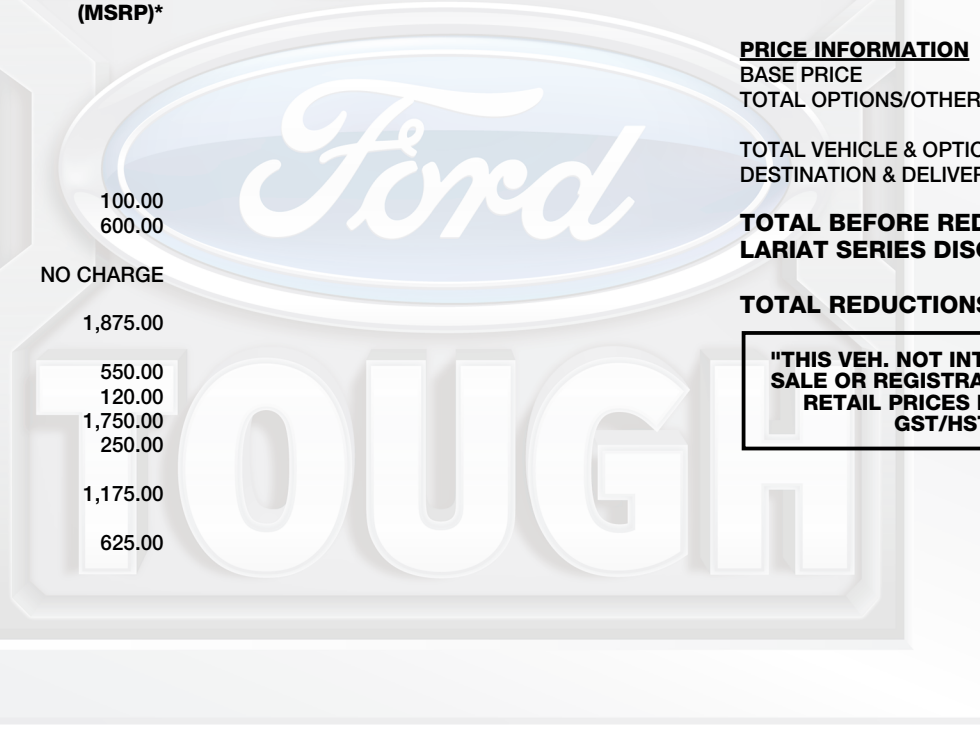 (MSRP)*
100.00
600.00
NO CHARGE
1,875.00
550.00
120.00
1,750.00
250.00
1,175.00
625.00
Ford
TOUGH
PRICE INFORMATION
BASE PRICE
TOTAL OPTIONS/OTHER
TOTAL VEHICLE & OPTIO
DESTINATION & DELIVER
TOTAL BEFORE RED
LARIAT SERIES DISC
TOTAL REDUCTIONS
"THIS VEH. NOT INT
SALE OR REGISTRA
RETAIL PRICES
GST/HST